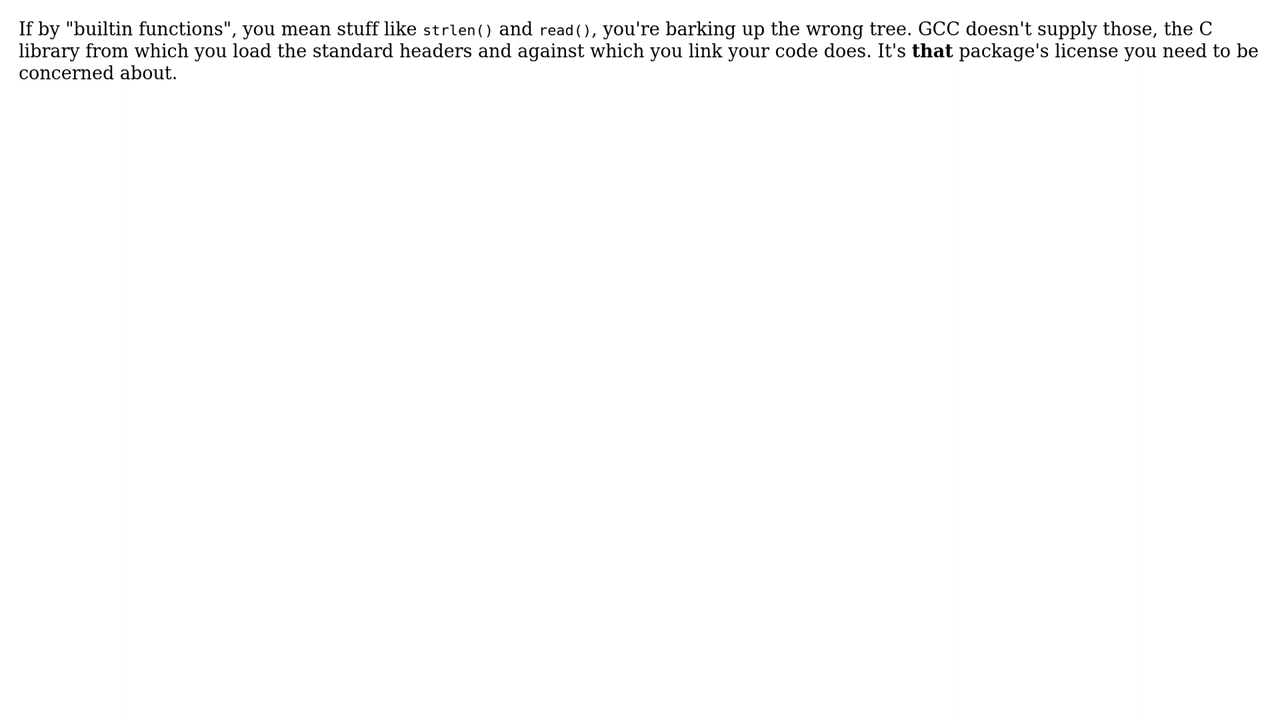 If by "builtin functions", you mean stuff like strlen() and read(), you're barking up the wrong tree. GCC doesn't supply those, the C
library from which you load the standard headers and against which you link your code does. It's that package's license you need to be
concerned about.